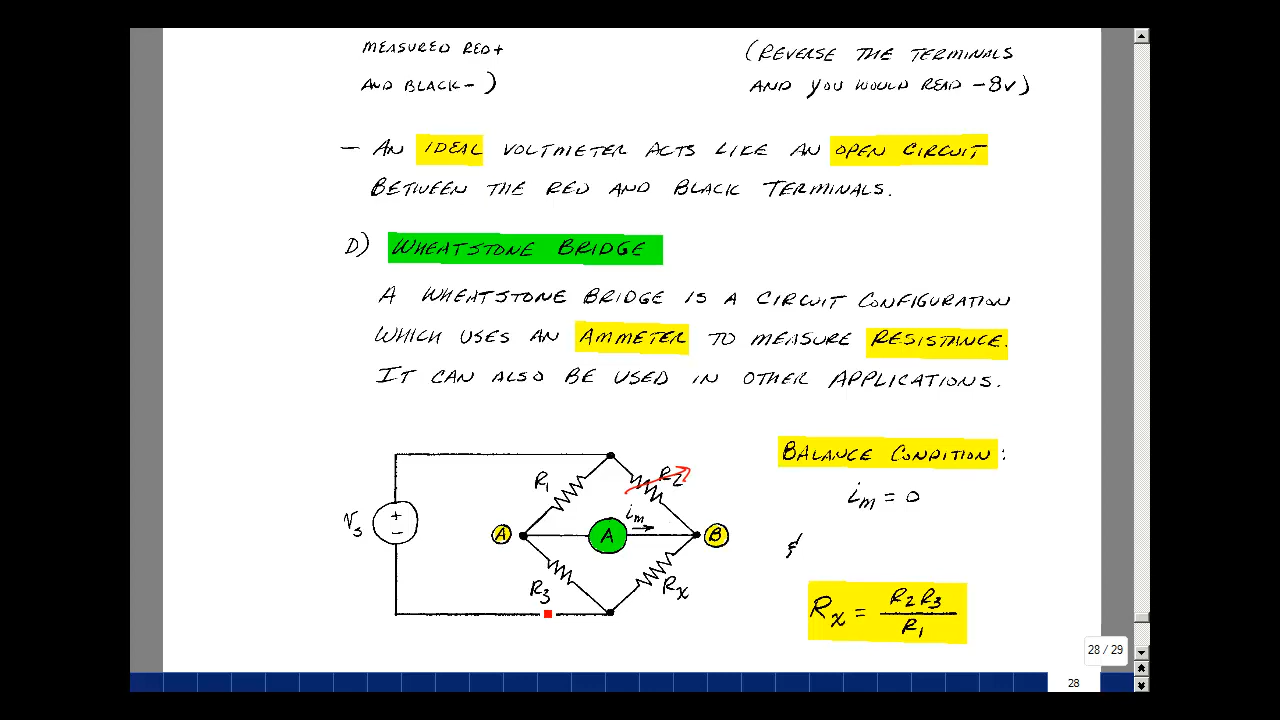 MEASURED RED +
AND BLACK - )
(REVERSE THE TERMINALS
AND YOU WOULD READ -8V)
- AN IDEAL VOLTMETER ACTS LIKE AN OPEN CIRCUIT
BETWEEN THE RED AND BLACK TERMINALS.
D) WHEATSTONE BRIDGE
A WHEATSTONE BRIDGE IS A CIRCUIT CONFIGURATION
WHICH USES AN AMMETER TO MEASURE RESISTANCE.
IT CAN ALSO BE USED IN OTHER APPLICATIONS.
BALANCE CONDITION:
im = 0
&
Rx = R2 R3 / R1
Vs
+
-
R1
R2
im
A
A
B
R3
Rx
28 / 29
28